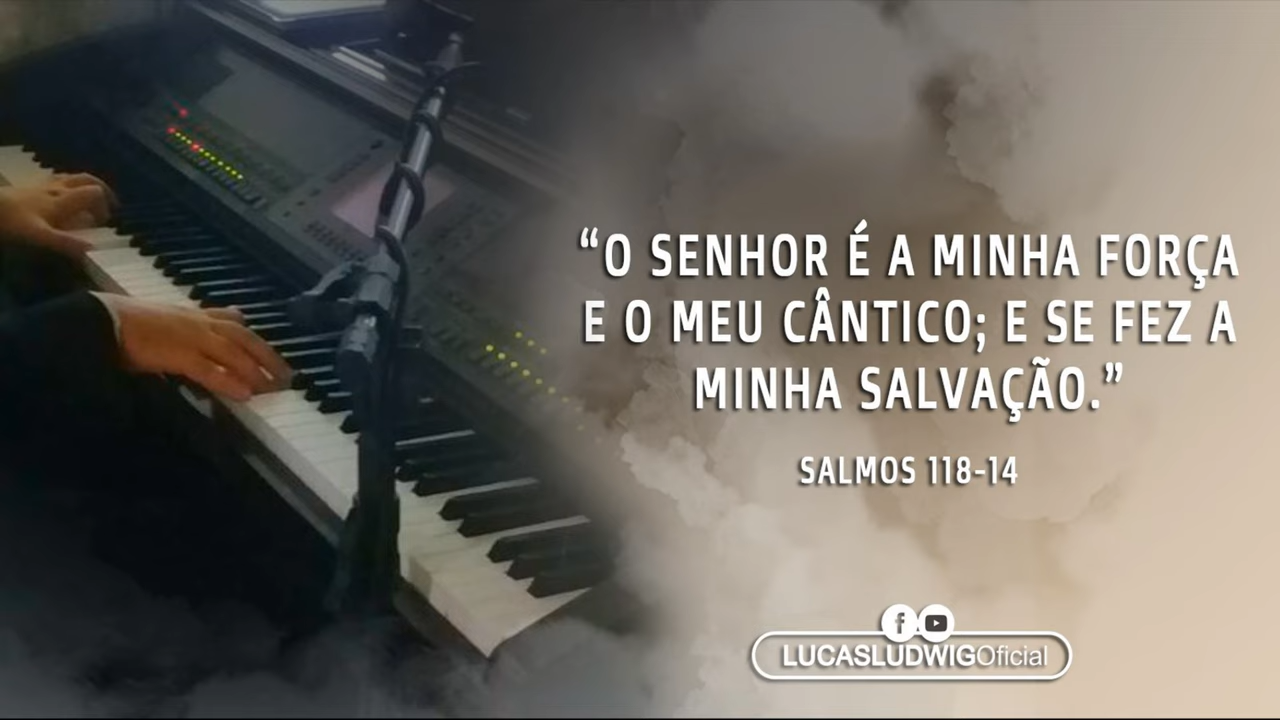 “O SENHOR É A MINHA FORÇA
E O MEU CÂNTICO; E SE FEZ A
MINHA SALVAÇÃO.”
SALMOS 118-14
LUCASLUDWIGOficial